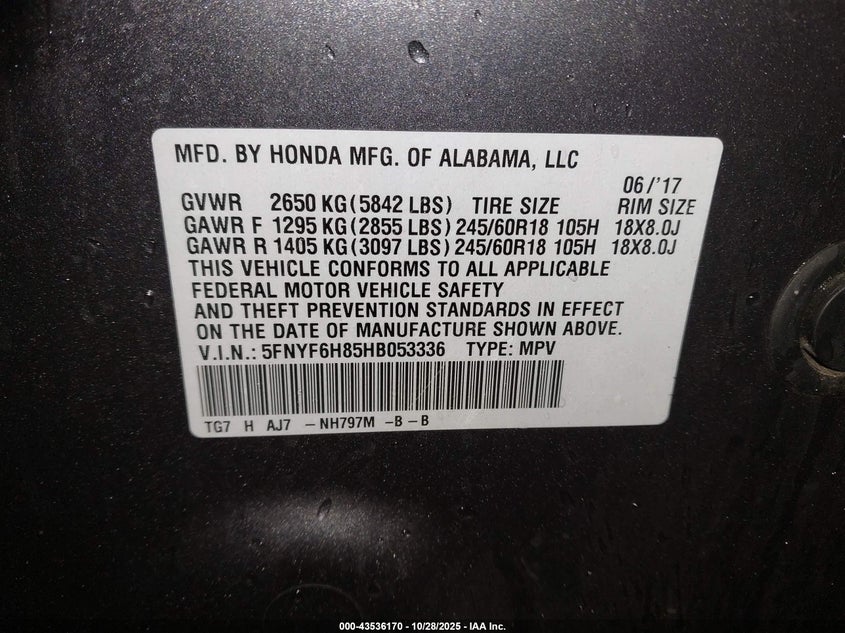 MFD. BY HONDA MFG. OF ALABAMA, LLC
06/'17
GVWR 2650 KG(5842 LBS) TIRE SIZE RIM SIZE
GAWR F 1295 KG(2855 LBS) 245/60R18 105H 18X8.0J
GAWR R 1405 KG(3097 LBS) 245/60R18 105H 18X8.0J
THIS VEHICLE CONFORMS TO ALL APPLICABLE
FEDERAL MOTOR VEHICLE SAFETY
AND THEFT PREVENTION STANDARDS IN EFFECT
ON THE DATE OF MANUFACTURE SHOWN ABOVE.
V.I.N.: 5FNYF6H85HB053336 TYPE: MPV
TG7 H AJ7 -NH797M -B-B
000-43536170 - 10/28/2025 - IAA Inc.